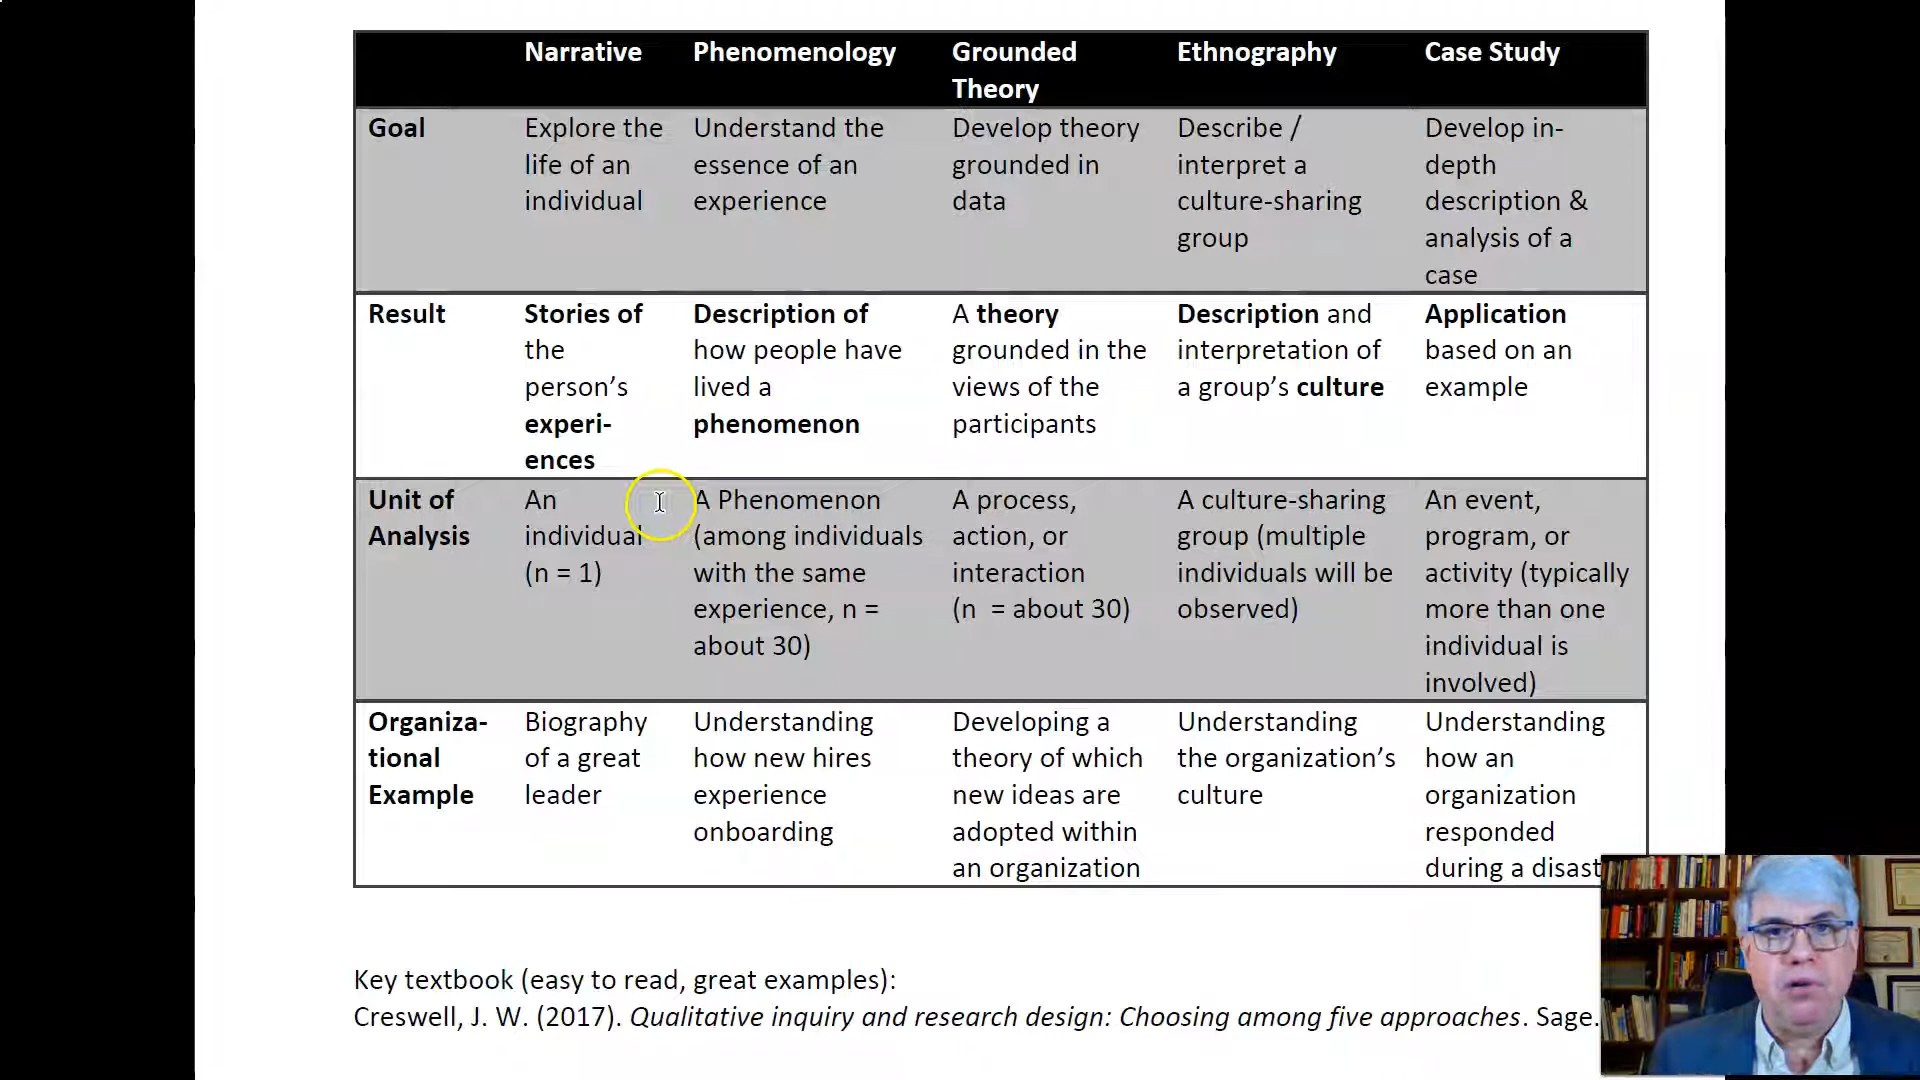 Narrative
Phenomenology
Grounded
Theory
Ethnography
Case Study
Goal
Explore the
life of an
individual
Understand the
essence of an
experience
Develop theory
grounded in
data
Describe /
interpret a
culture-sharing
group
Develop in-
depth
description &
analysis of a
case
Result
Stories of
the
person’s
experi-
ences
Description of
how people have
lived a
phenomenon
A theory
grounded in the
views of the
participants
Description and
interpretation of
a group’s culture
Application
based on an
example
Unit of
Analysis
An
individual
(n = 1)
A Phenomenon
(among individuals
with the same
experience, n =
about 30)
A process,
action, or
interaction
(n  = about 30)
A culture-sharing
group (multiple
individuals will be
observed)
An event,
program, or
activity (typically
more than one
individual is
involved)
Organiza-
tional
Example
Biography
of a great
leader
Understanding
how new hires
experience
onboarding
Developing a
theory of which
new ideas are
adopted within
an organization
Understanding
the organization’s
culture
Understanding
how an
organization
responded
during a disast
Key textbook (easy to read, great examples):
Creswell, J. W. (2017). Qualitative inquiry and research design: Choosing among five approaches. Sage.